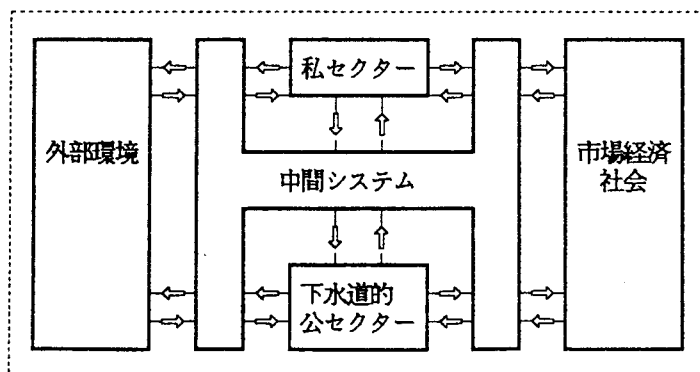 私セクター
外部環境
市場経済
社会
中間システム
下水道的
公セクター